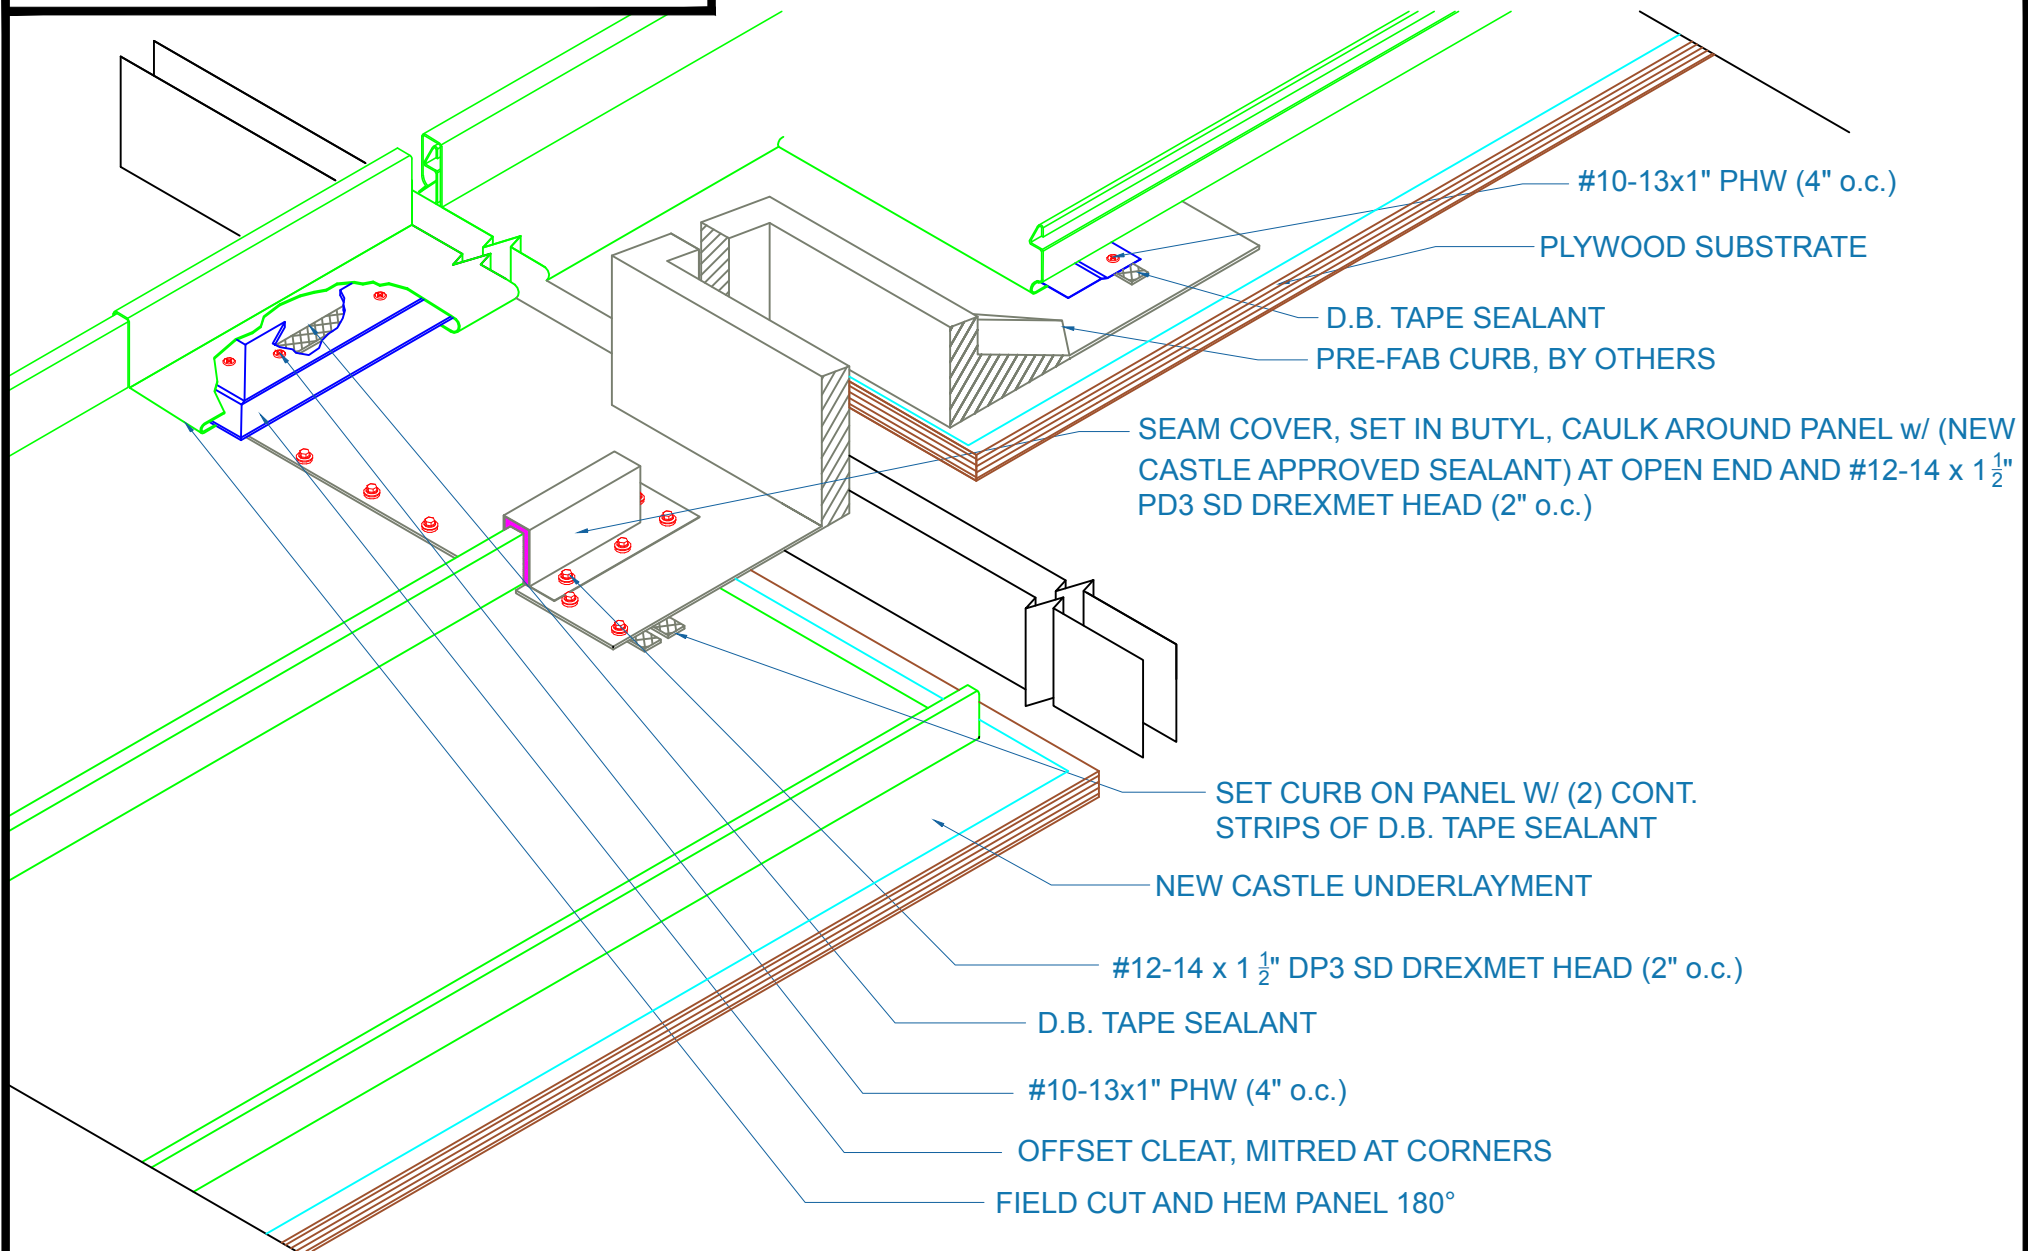 #10-13x1" PHW (4" o.c.)
PLYWOOD SUBSTRATE
D.B. TAPE SEALANT
PRE-FAB CURB, BY OTHERS
SEAM COVER, SET IN BUTYL, CAULK AROUND PANEL w/ (NEW
CASTLE APPROVED SEALANT) AT OPEN END AND #12-14 x 1 1/2"
PD3 SD DREXMET HEAD (2" o.c.)
SET CURB ON PANEL W/ (2) CONT.
STRIPS OF D.B. TAPE SEALANT
NEW CASTLE UNDERLAYMENT
#12-14 x 1 1/2" DP3 SD DREXMET HEAD (2" o.c.)
D.B. TAPE SEALANT
#10-13x1" PHW (4" o.c.)
OFFSET CLEAT, MITRED AT CORNERS
FIELD CUT AND HEM PANEL 180°